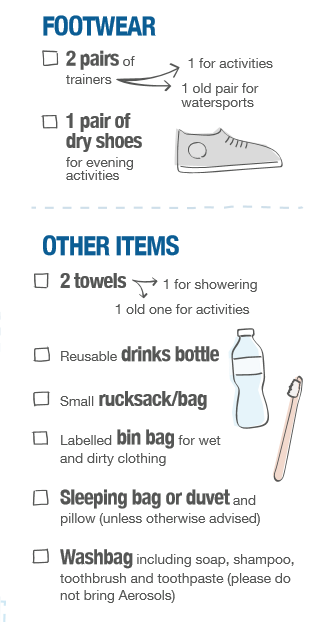 FOOTWEAR
2 pairs of
trainers
1 for activities
1 old pair for
watersports
1 pair of
dry shoes
for evening
activities
OTHER ITEMS
2 towels
1 for showering
1 old one for activities
Reusable drinks bottle
Small rucksack/bag
Labelled bin bag for wet
and dirty clothing
Sleeping bag or duvet and
pillow (unless otherwise advised)
Washbag including soap, shampoo,
toothbrush and toothpaste (please do
not bring Aerosols)